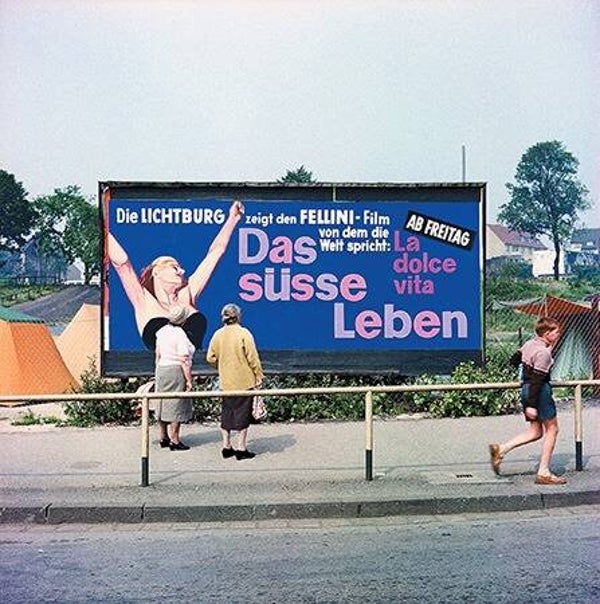 Die LICHTBURG zeigt den FELLINI-Film
von dem die
Welt spricht:
AB FREITAG
Das
süsse
Leben
La
dolce
vita